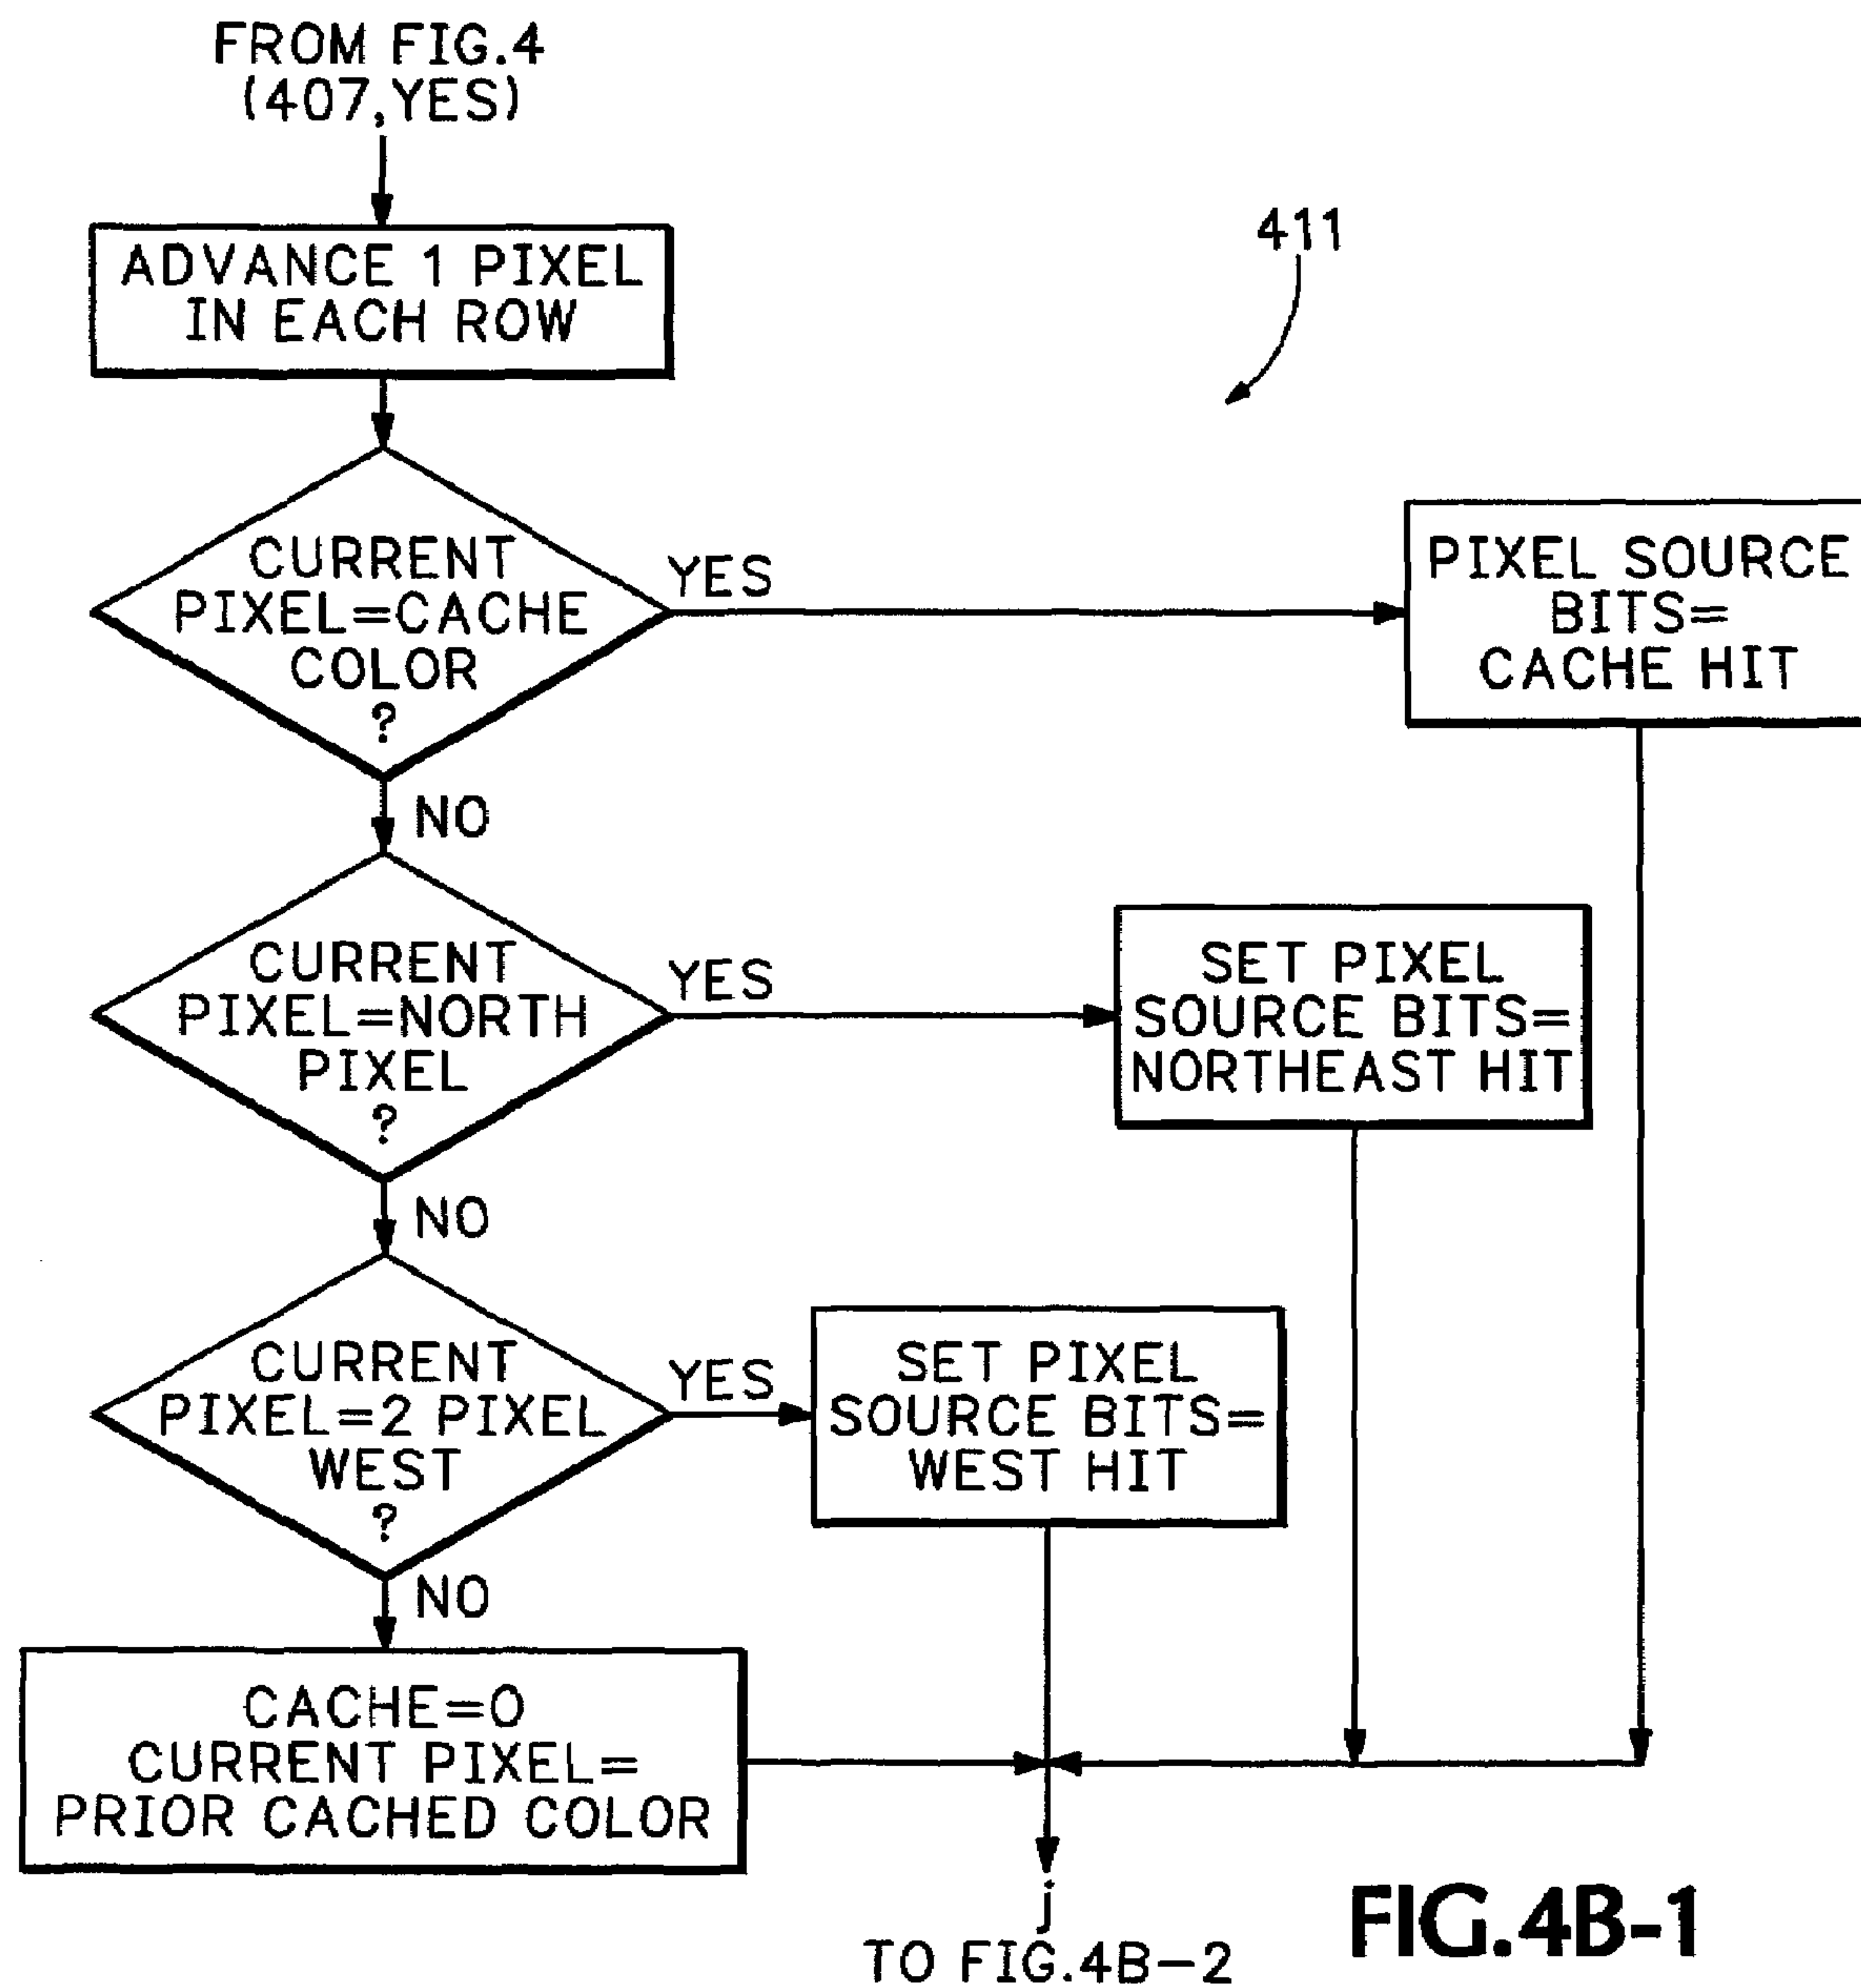 FROM FIG.4
(407,YES)
ADVANCE 1 PIXEL
IN EACH ROW
411
CURRENT
PIXEL=CACHE
COLOR
?
YES
PIXEL SOURCE
BITS=
CACHE HIT
NO
CURRENT
PIXEL=NORTH
PIXEL
?
YES
SET PIXEL
SOURCE BITS=
NORTHEAST HIT
NO
CURRENT
PIXEL=2 PIXEL
WEST
?
YES
SET PIXEL
SOURCE BITS=
WEST HIT
NO
CACHE=0
CURRENT PIXEL=
PRIOR CACHED COLOR
j
TO FIG.4B-2
FIG.4B-1